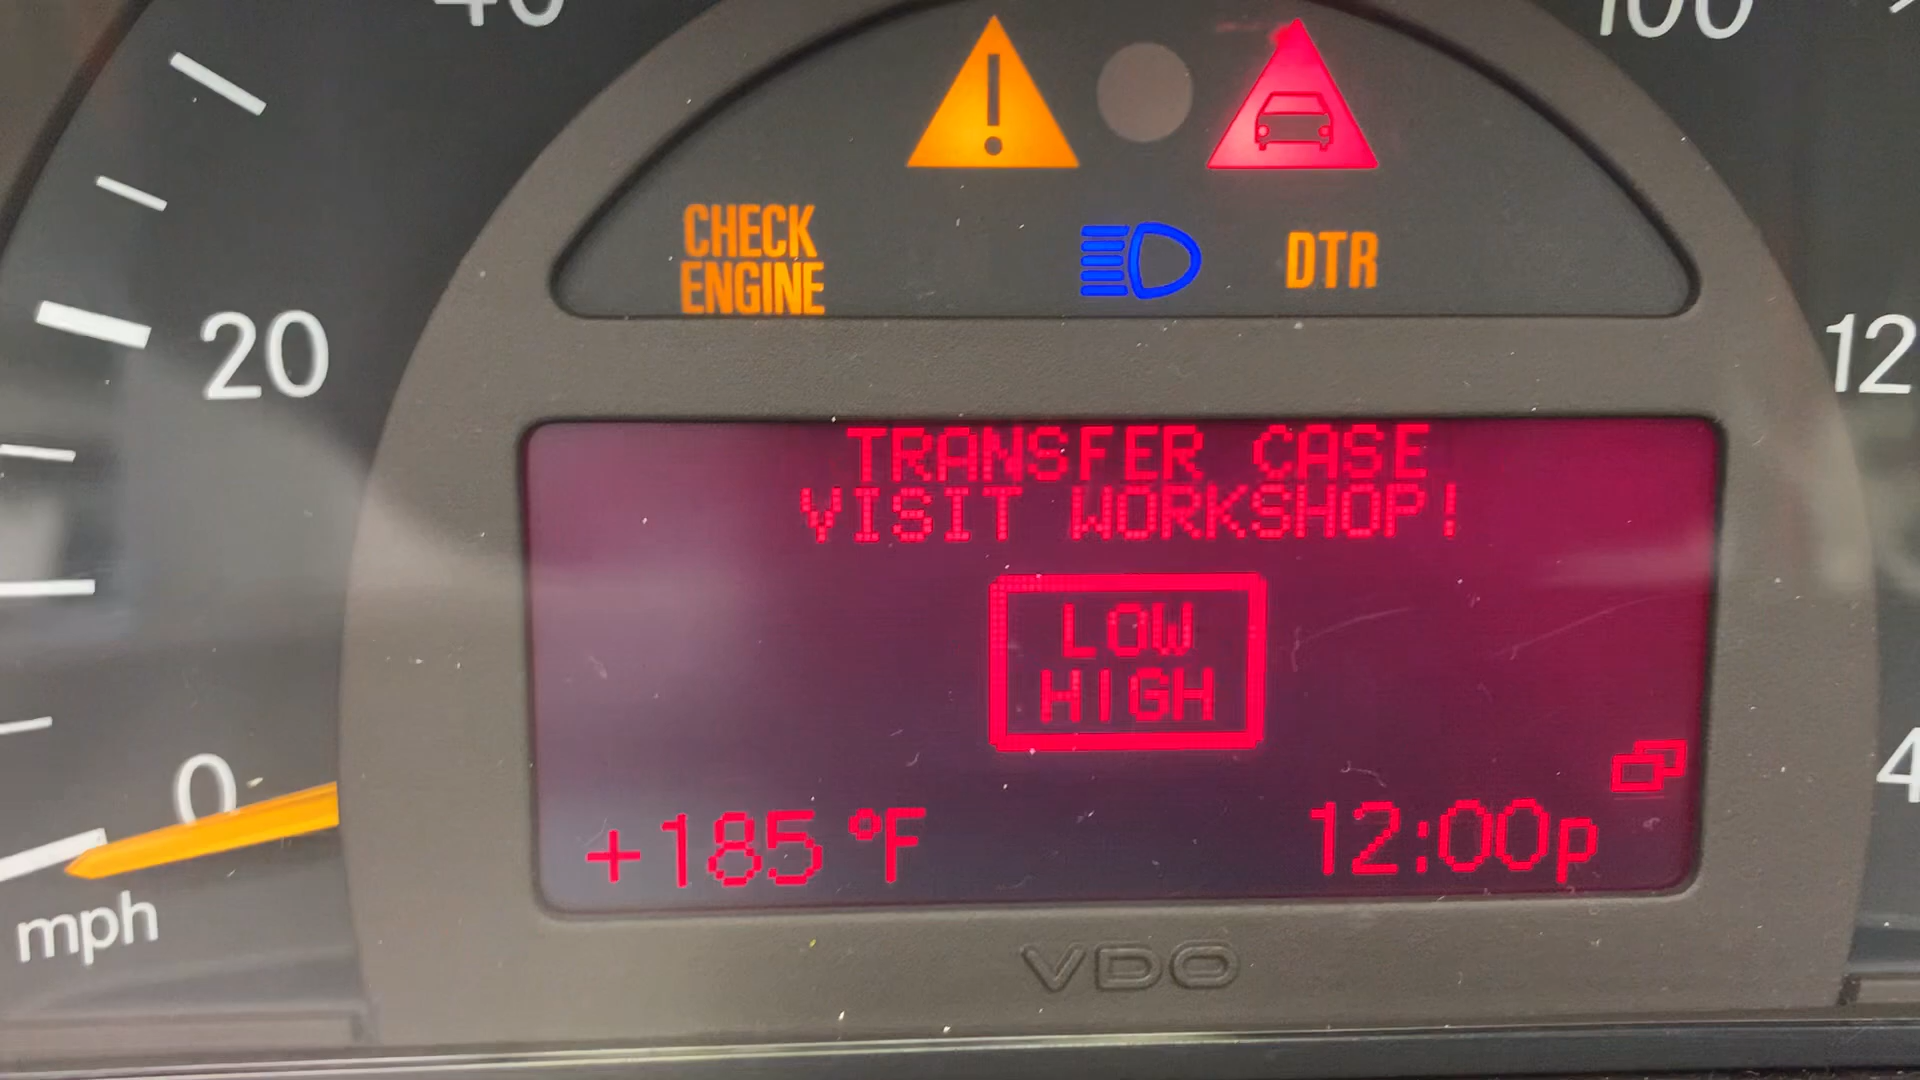 40
100
CHECK
ENGINE
DTR
20
12
TRANSFER CASE
VISIT WORKSHOP!
LOW
HIGH
0
4
+185 °F
12:00p
mph
VDO